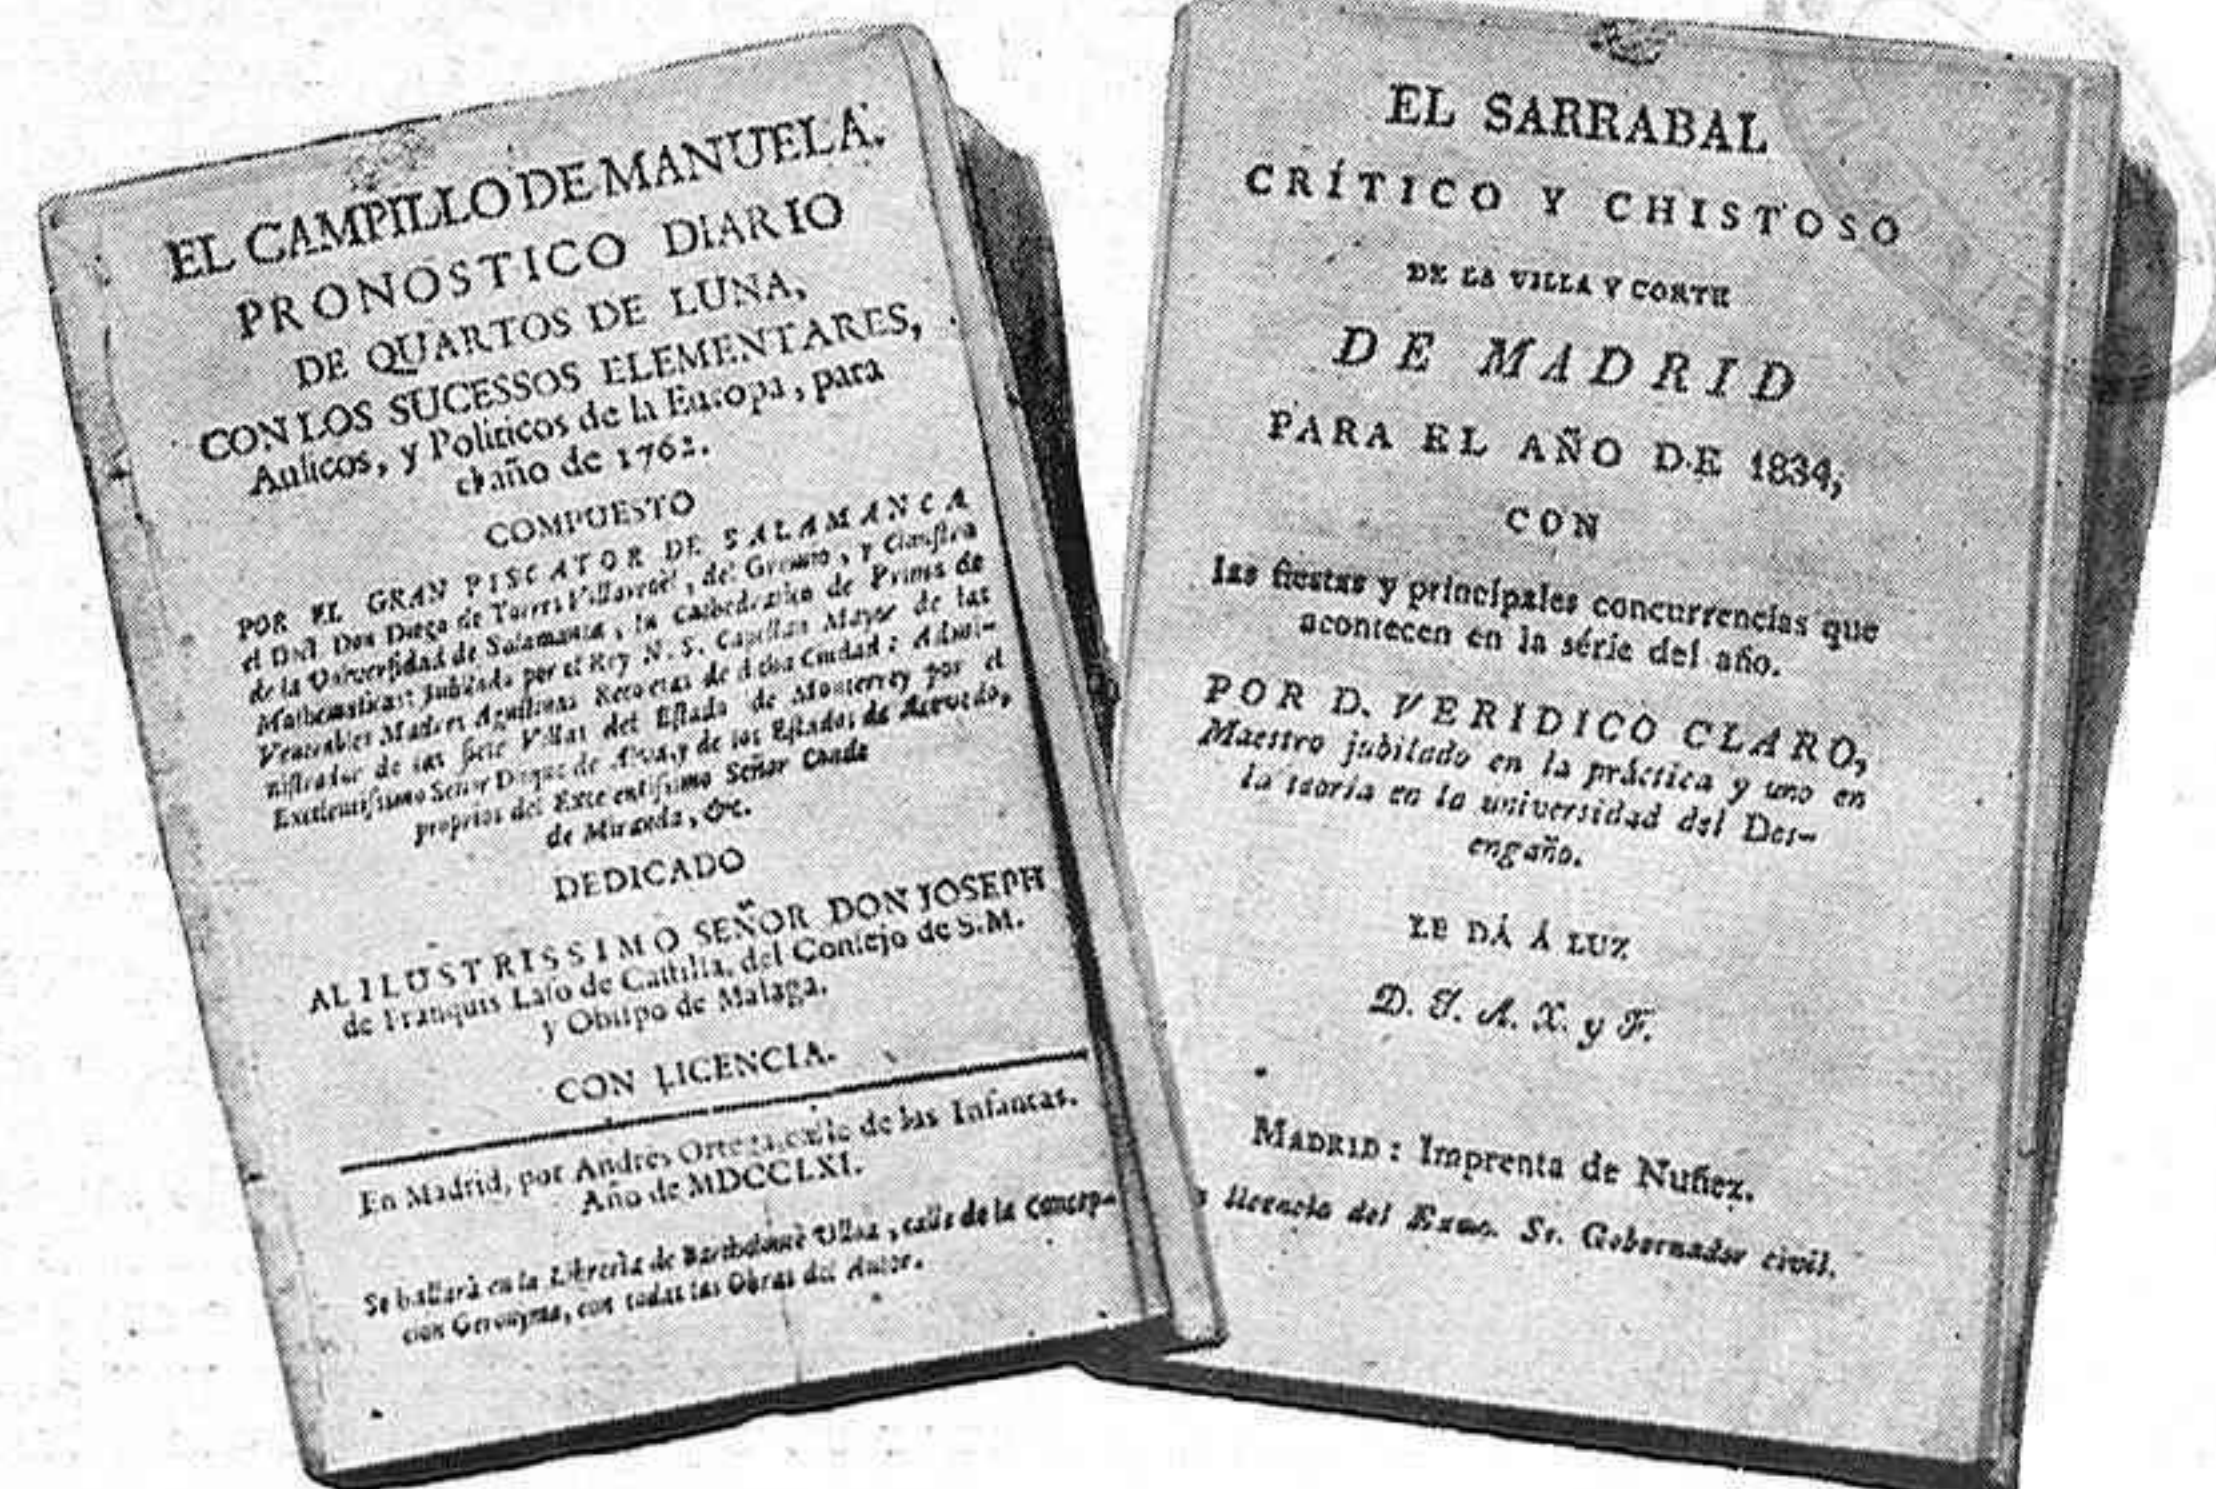 EL CAMPILLO DE MANUELA.
PRONOSTICO DIARIO
DE QUARTOS DE LUNA,
CON LOS SUCESSOS ELEMENTARES,
Aulicos, y Politicos de la Europa, para
el año de 1762.
COMPUESTO
POR EL GRAN PISCATOR DE SALAMANCA
el Doct. Don Diego de Torres Villarroel, del Gremio, y Claustro
de la Universidad de Salamanca, su Cathedratico de Prima de
Mathematicas; Jubilado por el Rey N. S. Capellan Mayor de las
Venerables Madres Agustinas Recoletas de dicha Ciudad: Admi-
nistrador de las siete Villas del Estado de Monterrey por el
Excelentissimo Señor Duque de Alva, y de los Estados de Acevedo,
proprios del Excelentissimo Señor Conde
de Miranda, &c.
DEDICADO
AL ILUSTRISSIMO SEÑOR DON JOSEPH
de Franquis Laso de Castilla, del Consejo de S.M.
y Obispo de Malaga.
CON LICENCIA.
En Madrid, por Andrès Ortega, calle de las Infantas.
Año de MDCCLXI.
Se hallarà en la Librerìa de Bartholomè Ulloa, calle de la Concep-
cion Geronyma, con todas las Obras del Autor.
EL SARRABAL
CRÍTICO Y CHISTOSO
DE LA VILLA Y CORTE
DE MADRID
PARA EL AÑO DE 1834,
CON
las fiestas y principales concurrencias que
acontecen en la série del año.
POR D. VERIDICO CLARO,
Maestro jubilado en la práctica y uno en
la teoría en la universidad del Des-
engaño.
LE DÁ Á LUZ
D. J. A. X. y F.
MADRID: Imprenta de Nuñez.
licencia del Exmo. Sr. Gobernador civil.